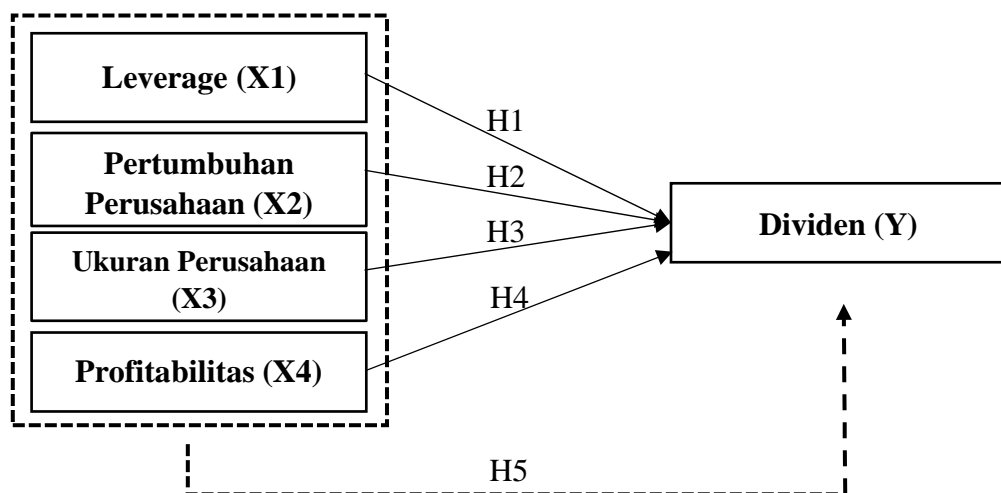 Leverage (X1)
H1
Pertumbuhan
Perusahaan (X2)
H2
Ukuran Perusahaan
(X3)
H3
Profitabilitas (X4)
H4
Dividen (Y)
H5